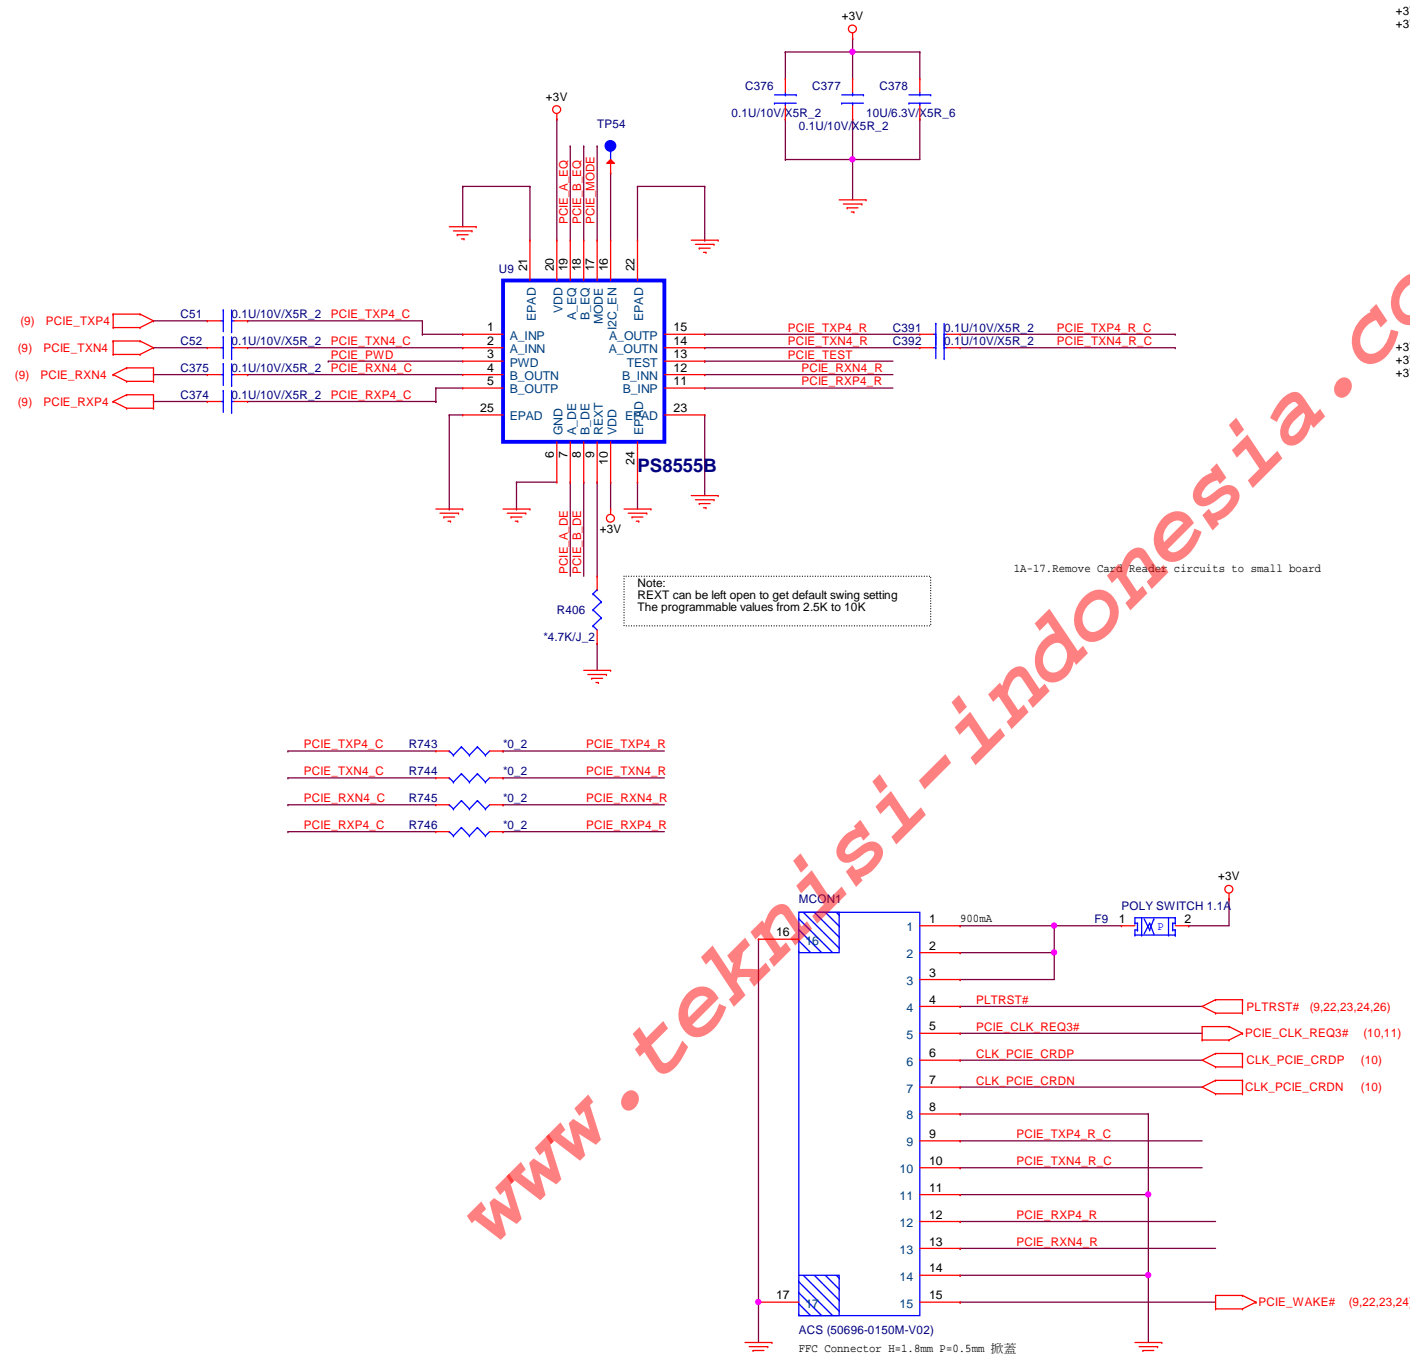 +3V
C376
C377
C378
0.1U/10V/X5R_2
0.1U/10V/X5R_2
10U/6.3V/X5R_6
+3V
TP54
PCIE_A_EQ
PCIE_B_EQ
PCIE_MODE
U9
21
20
19
18
17
16
22
EPAD
VDD
A_EQ
B_EQ
MODE
I2C_EN
EPAD
(9) PCIE_TXP4 C51 0.1U/10V/X5R_2 PCIE_TXP4_C
(9) PCIE_TXN4 C52 0.1U/10V/X5R_2 PCIE_TXN4_C
PCIE_PWD
(9) PCIE_RXN4 C375 0.1U/10V/X5R_2 PCIE_RXN4_C
(9) PCIE_RXP4 C374 0.1U/10V/X5R_2 PCIE_RXP4_C
1 A_INP
2 A_INN
3 PWD
4 B_OUTN
5 B_OUTP
25 EPAD
A_OUTP 15 PCIE_TXP4_R C391 0.1U/10V/X5R_2 PCIE_TXP4_R_C
A_OUTN 14 PCIE_TXN4_R C392 0.1U/10V/X5R_2 PCIE_TXN4_R_C
TEST 13 PCIE_TEST
B_INN 12 PCIE_RXN4_R
B_INP 11 PCIE_RXP4_R
EPAD 23
GND
A_DE
B_DE
REXT
VDD
EPAD
6
7
8
9
10
24
PS8555B
PCIE_A_DE
PCIE_B_DE
+3V
R406
*4.7K/J_2
Note:
REXT can be left open to get default swing setting
The programmable values from 2.5K to 10K
1A-17.Remove Card Reader circuits to small board
PCIE_TXP4_C R743 *0_2 PCIE_TXP4_R
PCIE_TXN4_C R744 *0_2 PCIE_TXN4_R
PCIE_RXN4_C R745 *0_2 PCIE_RXN4_R
PCIE_RXP4_C R746 *0_2 PCIE_RXP4_R
www.teknisi-indonesia.co
+3V
POLY SWITCH 1.1A
MCON1
16 16
1 1 900mA F9 1 P 2
2 2
3 3
4 4 PLTRST# PLTRST# (9,22,23,24,26)
5 5 PCIE_CLK_REQ3# PCIE_CLK_REQ3# (10,11)
6 6 CLK_PCIE_CRDP CLK_PCIE_CRDP (10)
7 7 CLK_PCIE_CRDN CLK_PCIE_CRDN (10)
8 8
9 9 PCIE_TXP4_R_C
10 10 PCIE_TXN4_R_C
11 11
12 12 PCIE_RXP4_R
13 13 PCIE_RXN4_R
14 14
17 17
15 15 PCIE_WAKE# (9,22,23,24
ACS (50696-0150M-V02)
FFC Connector H=1.8mm P=0.5mm 掀蓋
+3
+3
+3
+3
+3